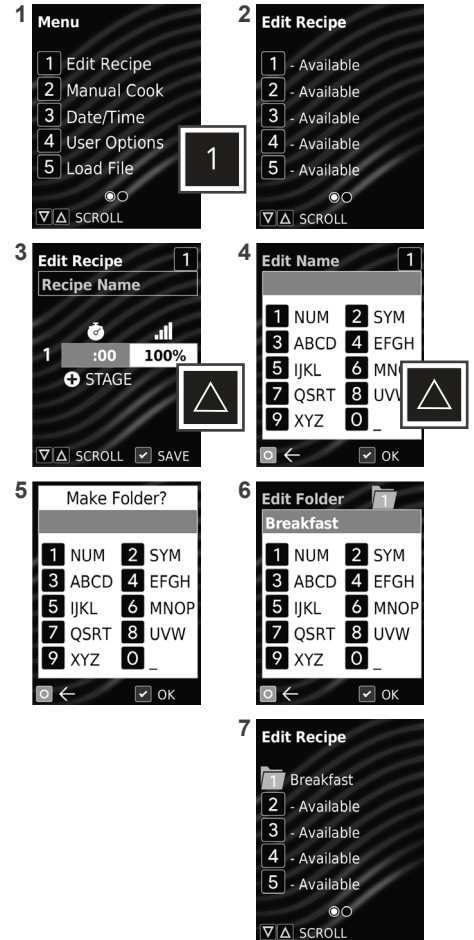 1
Menu
1 Edit Recipe
2 Manual Cook
3 Date/Time
4 User Options
5 Load File
SCROLL
1
2
Edit Recipe
1 - Available
2 - Available
3 - Available
4 - Available
5 - Available
SCROLL
3
Edit Recipe 1
Recipe Name
1 :00 100%
STAGE
SCROLL SAVE
4
Edit Name 1
1 NUM 2 SYM
3 ABCD 4 EFGH
5 IJKL 6 MN
7 QSRT 8 UV
9 XYZ 0 _
OK
5
Make Folder?
1 NUM 2 SYM
3 ABCD 4 EFGH
5 IJKL 6 MNOP
7 QSRT 8 UVW
9 XYZ 0 _
OK
6
Edit Folder 1
Breakfast
1 NUM 2 SYM
3 ABCD 4 EFGH
5 IJKL 6 MNOP
7 QSRT 8 UVW
9 XYZ 0 _
OK
7
Edit Recipe
1 Breakfast
2 - Available
3 - Available
4 - Available
5 - Available
SCROLL